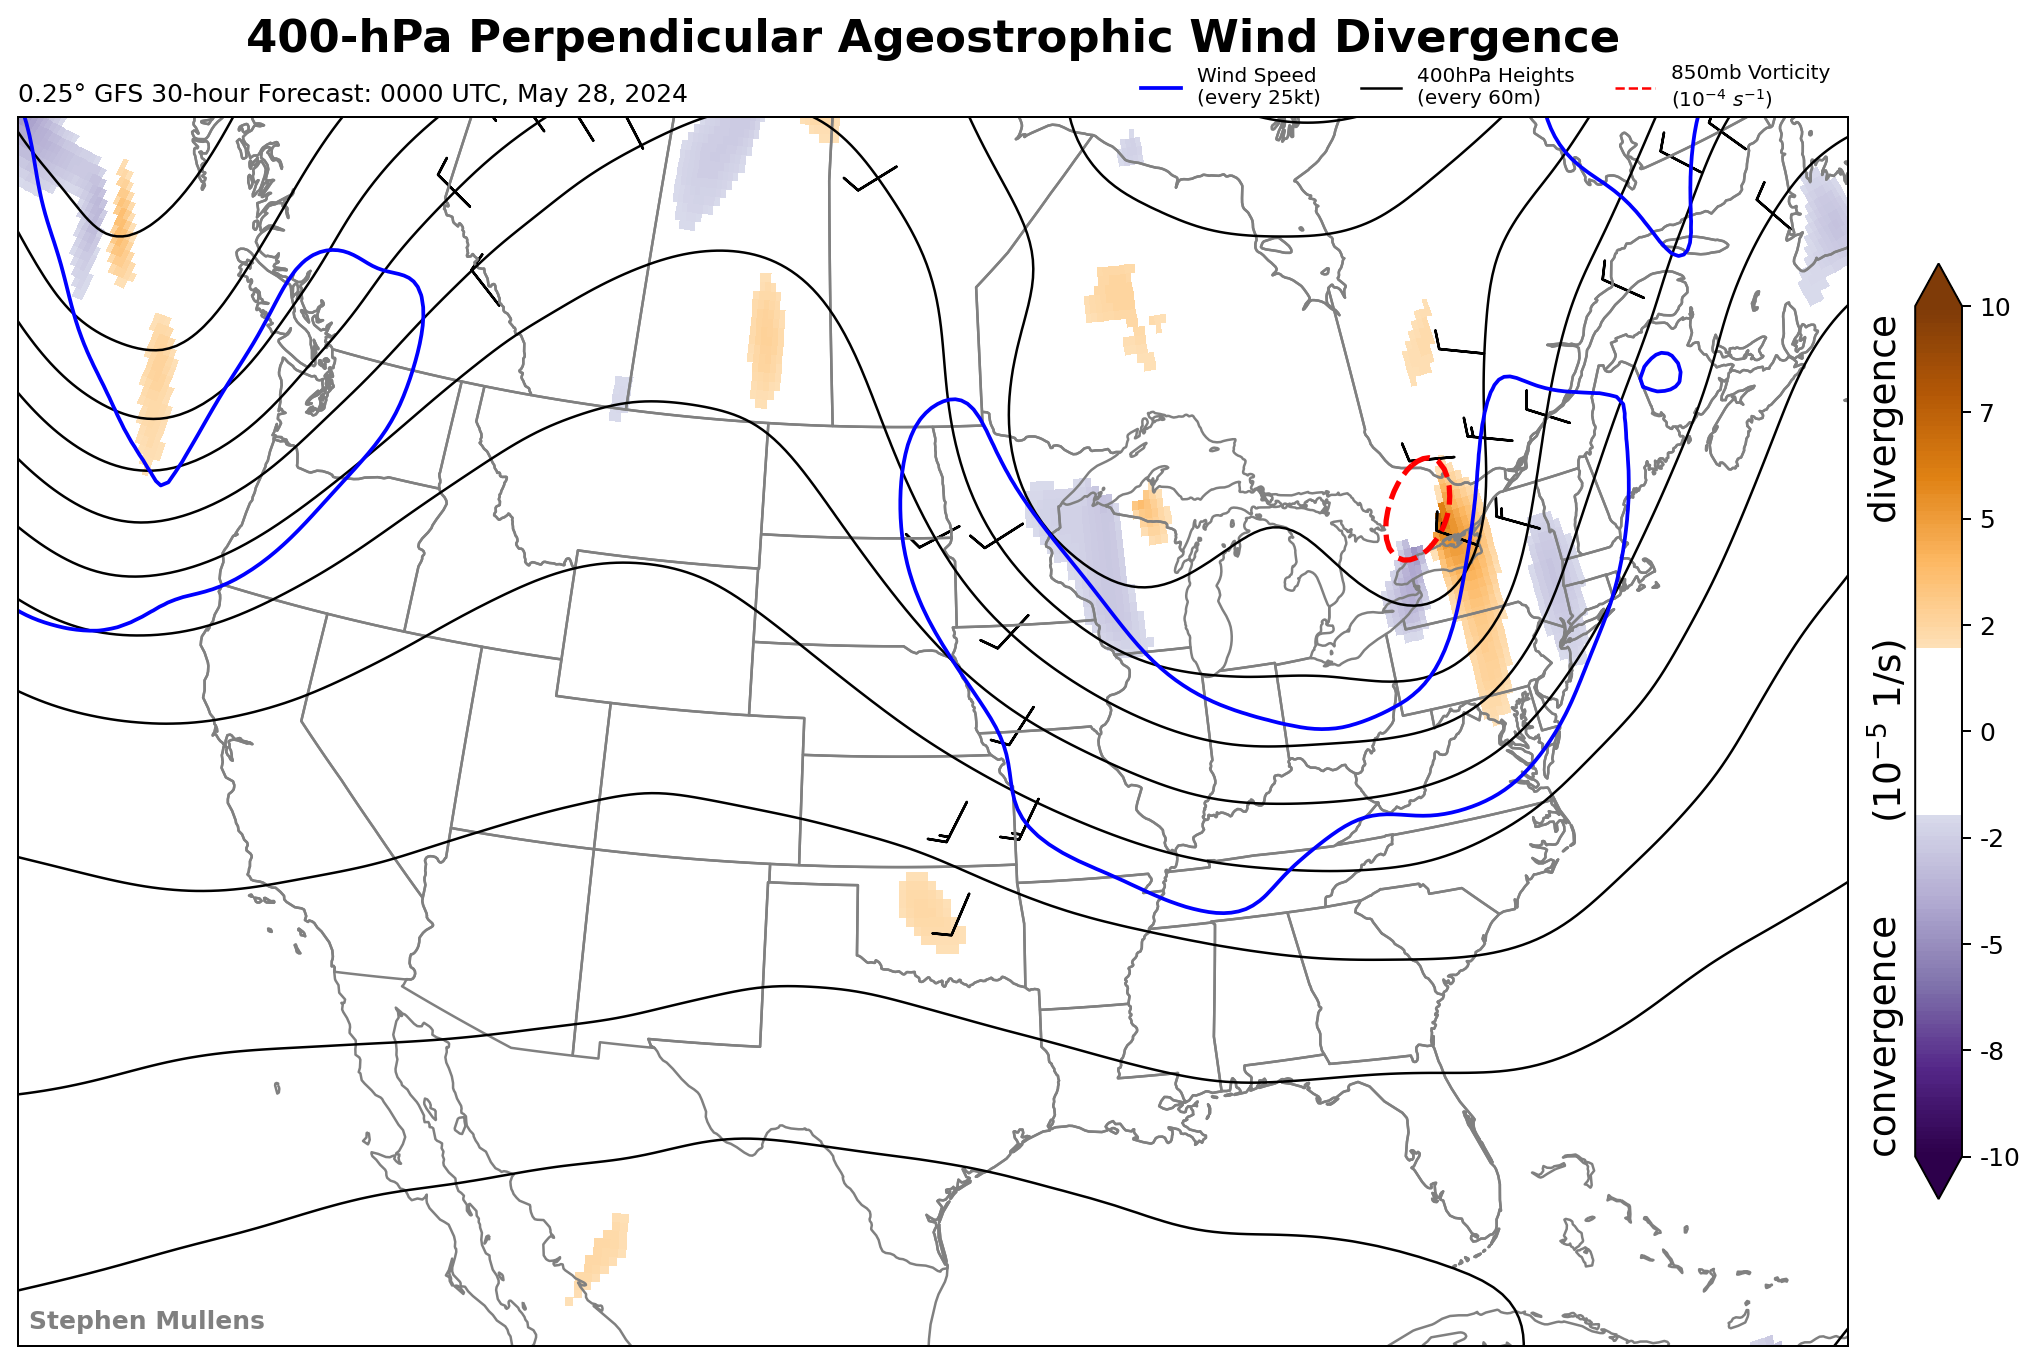 400-hPa Perpendicular Ageostrophic Wind Divergence
0.25° GFS 30-hour Forecast: 0000 UTC, May 28, 2024
Wind Speed
(every 25kt)
400hPa Heights
(every 60m)
850mb Vorticity
(10⁻⁴ s⁻¹)
10
7
5
2
0
-2
-5
-8
-10
convergence (10⁻⁵ 1/s) divergence
Stephen Mullens